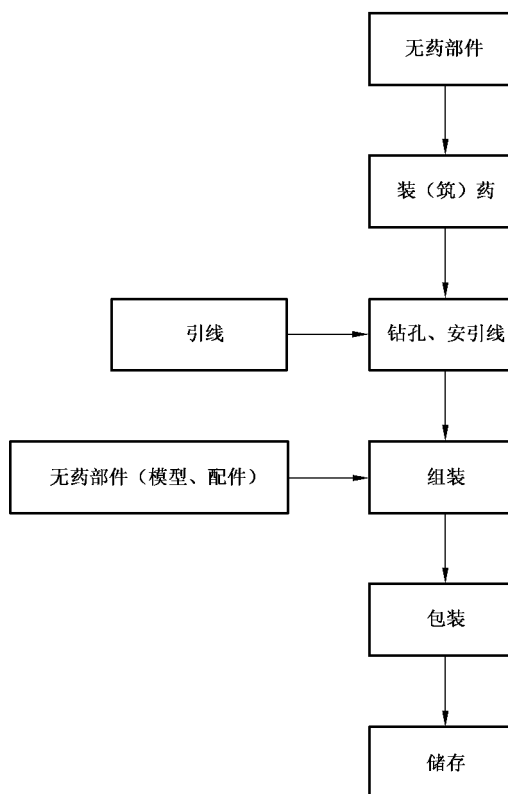 无药部件
装（筑）药
引线
钻孔、安引线
无药部件（模型、配件）
组装
包装
储存